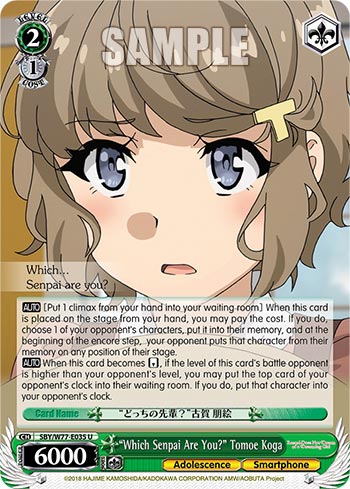 LEVEL
2
1
COST
SAMPLE
Which...
Senpai are you?
AUTO [Put 1 climax from your hand into your waiting room] When this card
is placed on the stage from your hand, you may pay the cost. If you do,
choose 1 of your opponent's characters, put it into their memory, and at
the beginning of the encore step, your opponent puts that character from their
memory on any position of their stage.
AUTO When this card becomes [ ], if the level of this card's battle opponent
is higher than your opponent's level, you may put the top card of your
opponent's clock into their waiting room. If you do, put that character into
your opponent's clock.
Card Name
"どっちの先輩？"古賀 朋絵
CH
SBY/W77-E035 U
6000
"Which Senpai Are You?" Tomoe Koga
Adolescence
Smartphone
©2018 HAJIME KAMOSHIDA/KADOKAWA CORPORATION AMW/AOBUTA Project